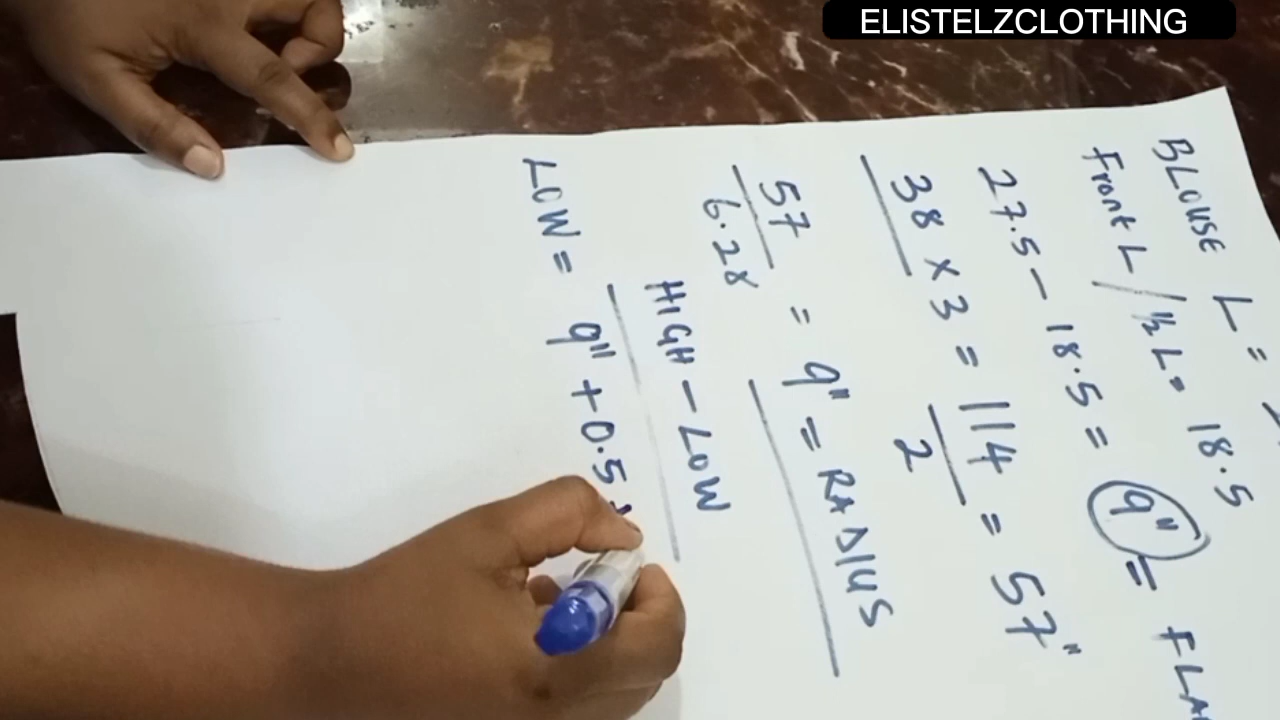 ELISTELZCLOTHING
BLOUSE L =
Front L / ½ L = 18.5
27.5 - 18.5 = 9" =
38 x 3 = 114 = 57"
2
57 = 9" = RADIUS
6.28
HIGH - LOW
LOW = 9" + 0.5